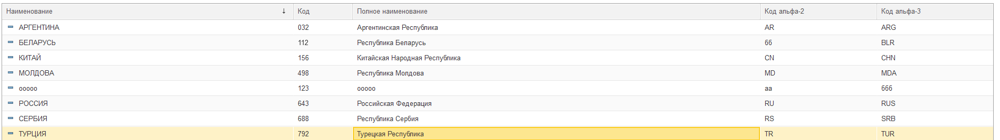 Наименование ↓ Код Полное наименование Код альфа-2 Код альфа-3
АРГЕНТИНА 032 Аргентинская Республика AR ARG
БЕЛАРУСЬ 112 Республика Беларусь бб BLR
КИТАЙ 156 Китайская Народная Республика CN CHN
МОЛДОВА 498 Республика Молдова MD MDA
ооооо 123 ооооо аа ббб
РОССИЯ 643 Российская Федерация RU RUS
СЕРБИЯ 688 Республика Сербия RS SRB
ТУРЦИЯ 792 Турецкая Республика TR TUR